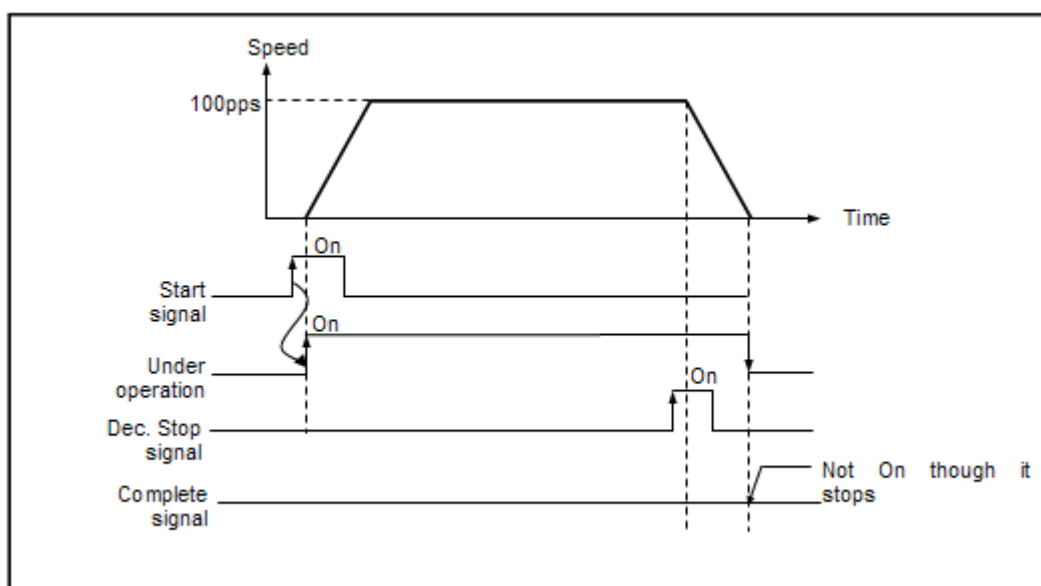 Speed
100pps
Time
On
Start
signal
On
Under
operation
On
Dec. Stop
signal
Not On though it
stops
Complete
signal